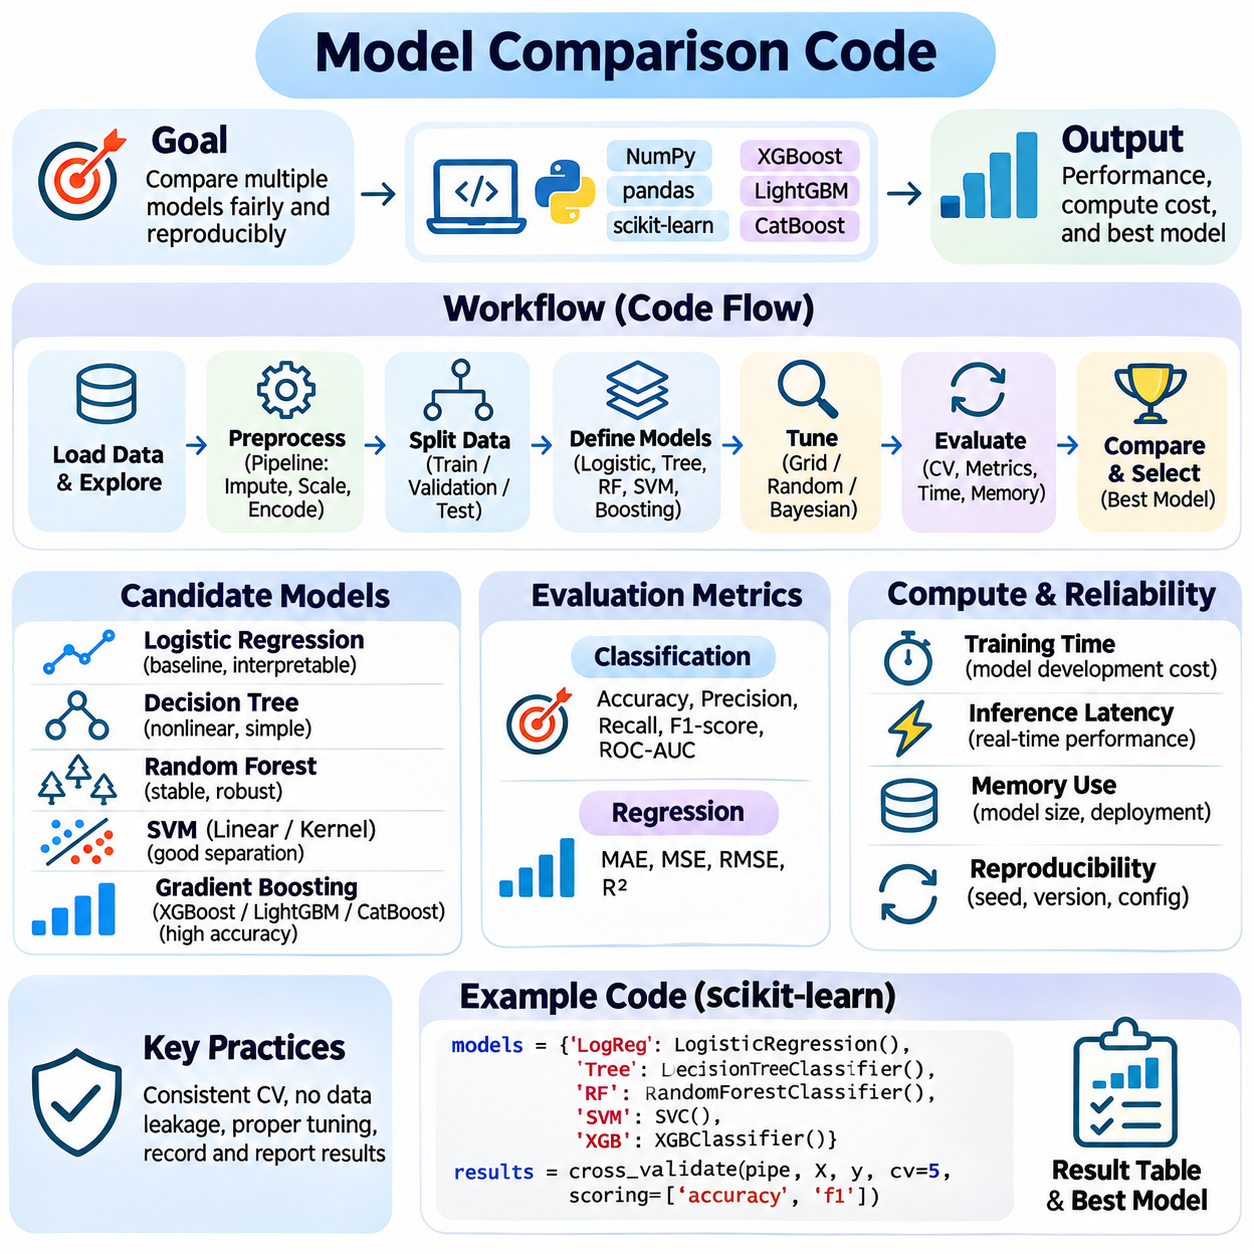 Model Comparison Code
Goal
Compare multiple
models fairly and
reproducibly
</>
NumPy
pandas
scikit-learn
XGBoost
LightGBM
CatBoost
Output
Performance,
compute cost,
and best model
Workflow (Code Flow)
Load Data
& Explore
Preprocess
(Pipeline:
Impute, Scale,
Encode)
Split Data
(Train /
Validation /
Test)
Define Models
(Logistic, Tree,
RF, SVM,
Boosting)
Tune
(Grid /
Random /
Bayesian)
Evaluate
(CV, Metrics,
Time, Memory)
Compare
& Select
(Best Model)
Candidate Models
Logistic Regression
(baseline, interpretable)
Decision Tree
(nonlinear, simple)
Random Forest
(stable, robust)
SVM (Linear / Kernel)
(good separation)
Gradient Boosting
(XGBoost / LightGBM / CatBoost)
(high accuracy)
Evaluation Metrics
Classification
Accuracy, Precision,
Recall, F1-score,
ROC-AUC
Regression
MAE, MSE, RMSE,
R²
Compute & Reliability
Training Time
(model development cost)
Inference Latency
(real-time performance)
Memory Use
(model size, deployment)
Reproducibility
(seed, version, config)
Key Practices
Consistent CV, no data
leakage, proper tuning,
record and report results
Example Code (scikit-learn)
models = {'LogReg': LogisticRegression(),
'Tree': DecisionTreeClassifier(),
'RF': RandomForestClassifier(),
'SVM': SVC(),
'XGB': XGBClassifier()}
results = cross_validate(pipe, X, y, cv=5,
scoring=['accuracy', 'f1'])
Result Table
& Best Model